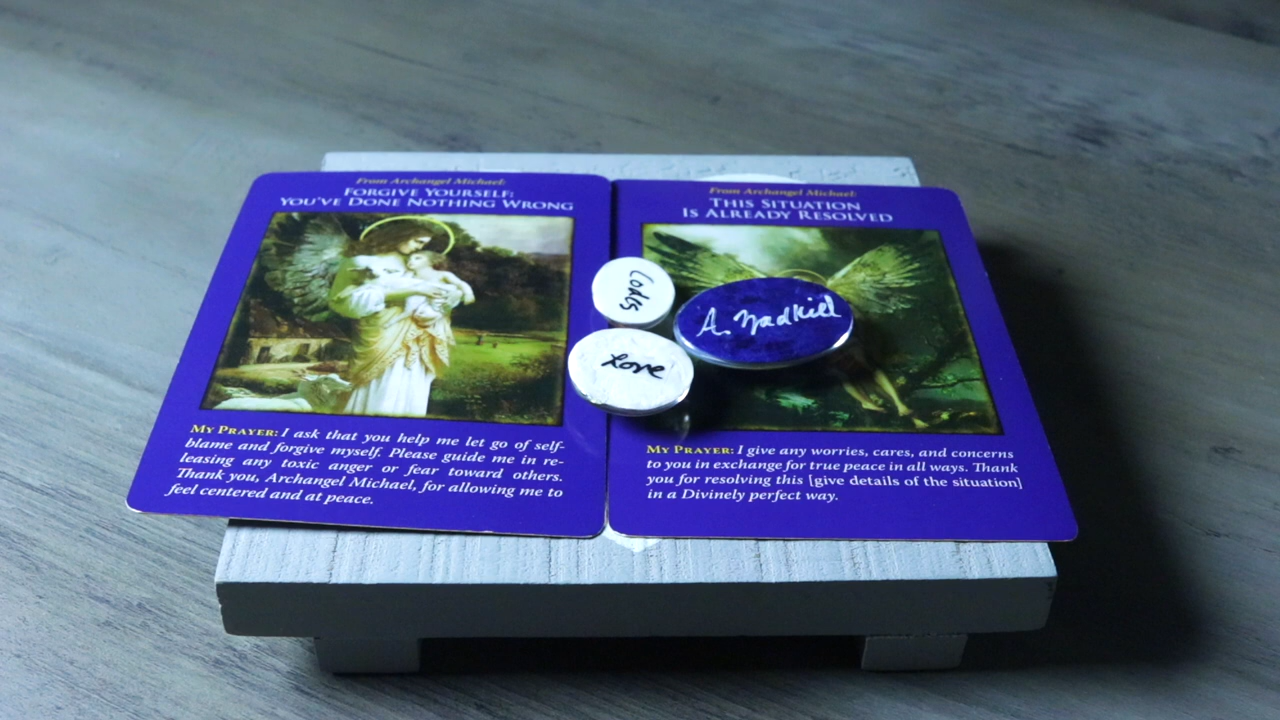 From Archangel Michael:
FORGIVE YOURSELF:
YOU'VE DONE NOTHING WRONG
MY PRAYER: I ask that you help me let go of self-
blame and forgive myself. Please guide me in re-
leasing any toxic anger or fear toward others.
Thank you, Archangel Michael, for allowing me to
feel centered and at peace.
From Archangel Michael:
THIS SITUATION
IS ALREADY RESOLVED
MY PRAYER: I give any worries, cares, and concerns
to you in exchange for true peace in all ways. Thank
you for resolving this [give details of the situation]
in a Divinely perfect way.
A. Zadkiel
Love